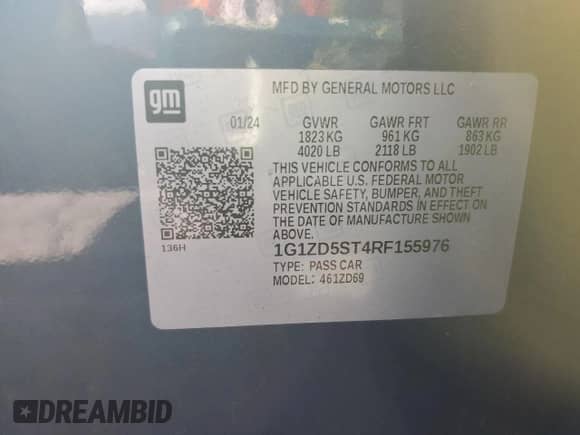 gm
MFD BY GENERAL MOTORS LLC
01/24 GVWR GAWR FRT GAWR RR
1823 KG 961 KG 863 KG
4020 LB 2118 LB 1902 LB
THIS VEHICLE CONFORMS TO ALL
APPLICABLE U.S. FEDERAL MOTOR
VEHICLE SAFETY, BUMPER, AND THEFT
PREVENTION STANDARDS IN EFFECT ON
THE DATE OF MANUFACTURE SHOWN
ABOVE.
136H
1G1ZD5ST4RF155976
TYPE: PASS CAR
MODEL: 461ZD69
DREAMBID